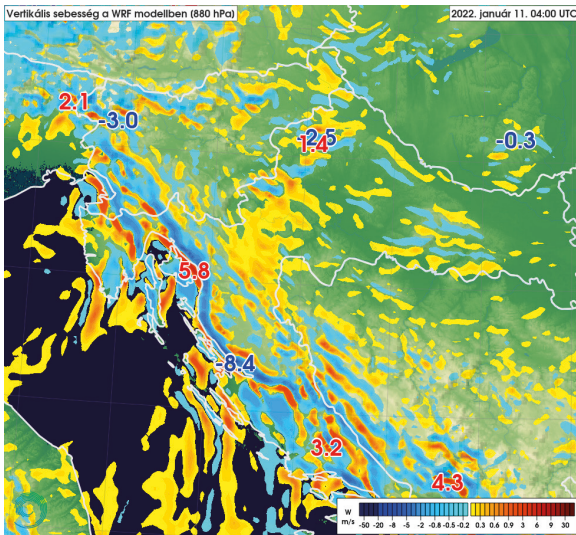 Vertikális sebesség a WRF modellben (880 hPa)
2022. január 11. 04:00 UTC
2.1
-3.0
1.4
-0.3
5.8
-8.4
3.2
4.3
W
m/s
-50 -20 -8 -5 -2 -0.8 -0.5 -0.2 0.3 0.6 0.9 3 6 9 30